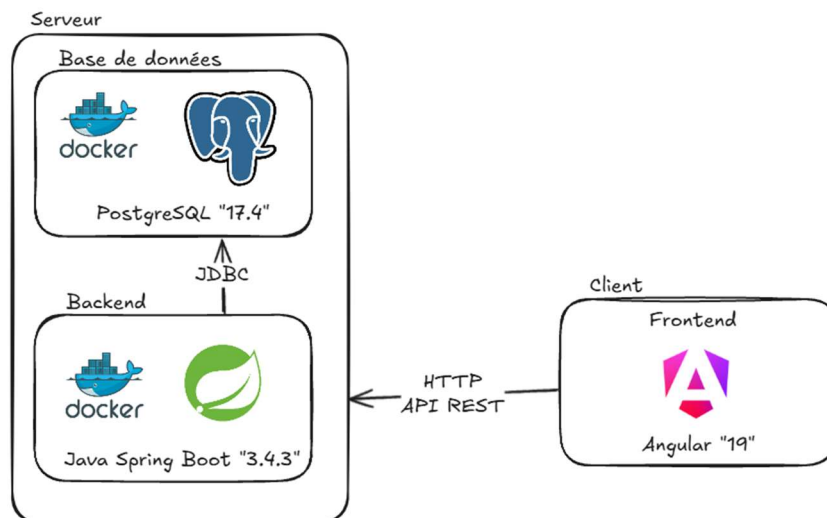 Serveur
Base de données
docker
PostgreSQL "17.4"
JDBC
Backend
docker
Java Spring Boot "3.4.3"
HTTP
API REST
Client
Frontend
Angular "19"